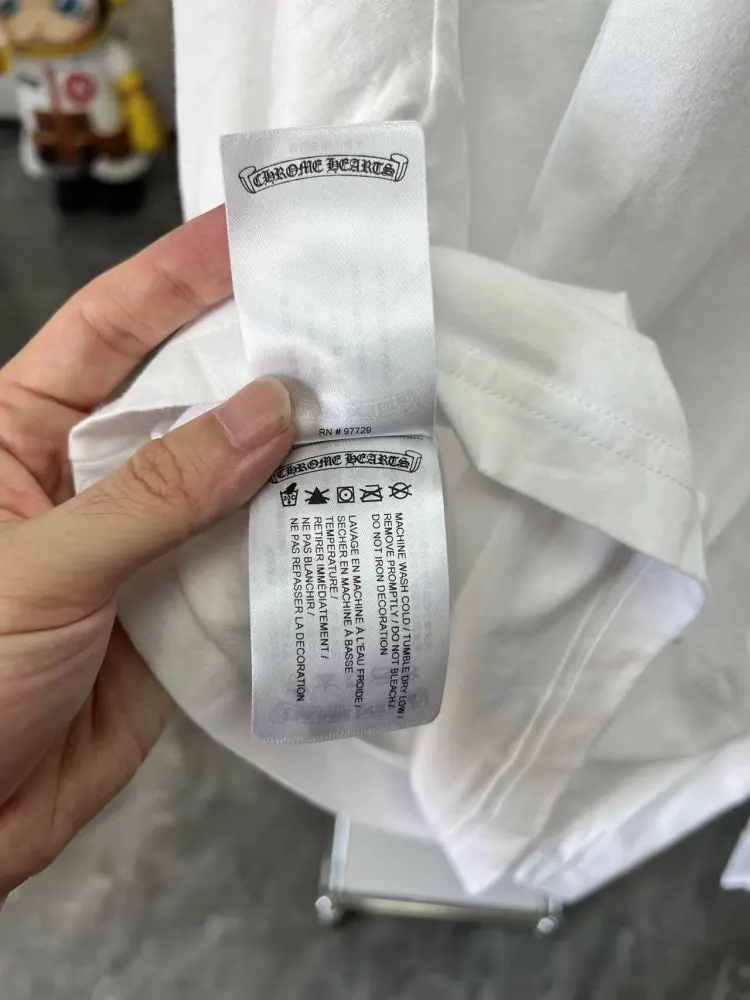 CHROME HEARTS
RN # 97729
CHROME HEARTS
MACHINE WASH COLD / TUMBLE DRY LOW /
REMOVE PROMPTLY / DO NOT BLEACH /
DO NOT IRON DECORATION
LAVAGE EN MACHINE À L'EAU FROIDE /
SECHER EN MACHINE À BASSE
TEMPERATURE /
RETIRER IMMÉDIATEMENT /
NE PAS BLANCHIR /
NE PAS REPASSER LA DECORATION